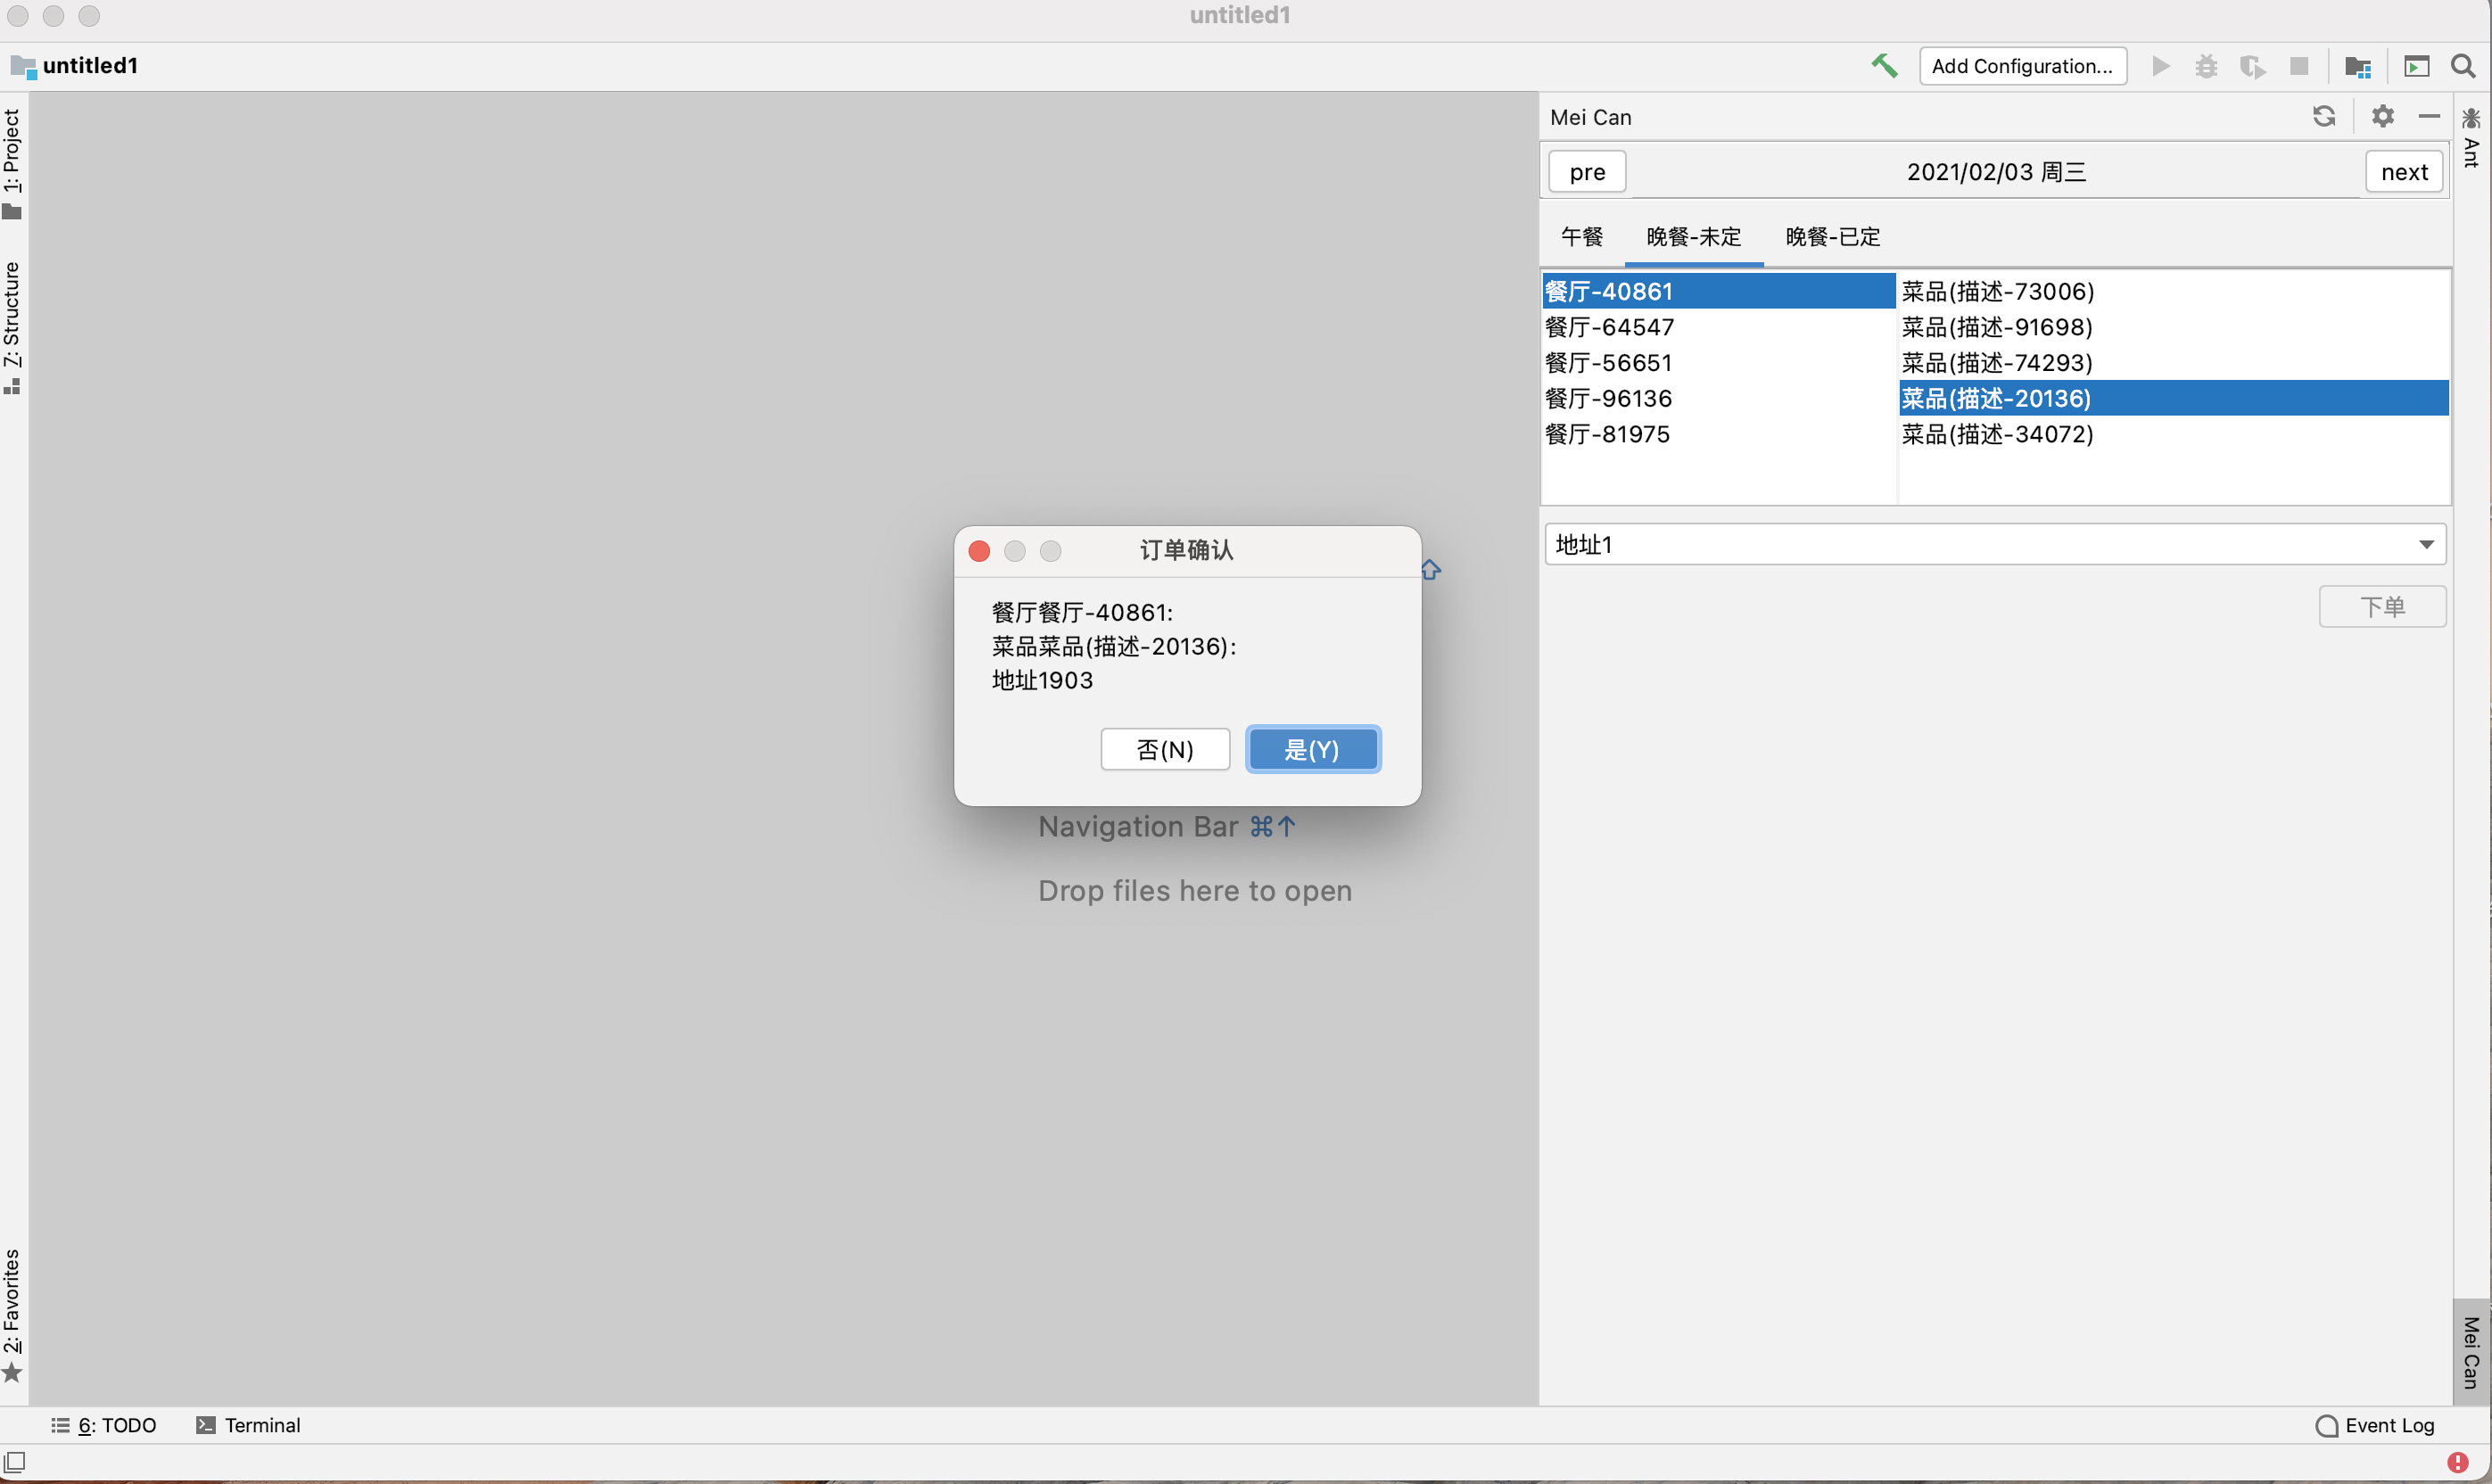 untitled1
untitled1
Add Configuration...
1: Project
Z: Structure
2: Favorites
Mei Can
pre
2021/02/03 周三
next
午餐
晚餐-未定
晚餐-已定
餐厅-40861
菜品(描述-73006)
餐厅-64547
菜品(描述-91698)
餐厅-56651
菜品(描述-74293)
餐厅-96136
菜品(描述-20136)
餐厅-81975
菜品(描述-34072)
地址1
下单
订单确认
餐厅餐厅-40861:
菜品菜品(描述-20136):
地址1903
否(N)
是(Y)
Navigation Bar ⌘↑
Drop files here to open
Ant
Mei Can
6: TODO
Terminal
Event Log